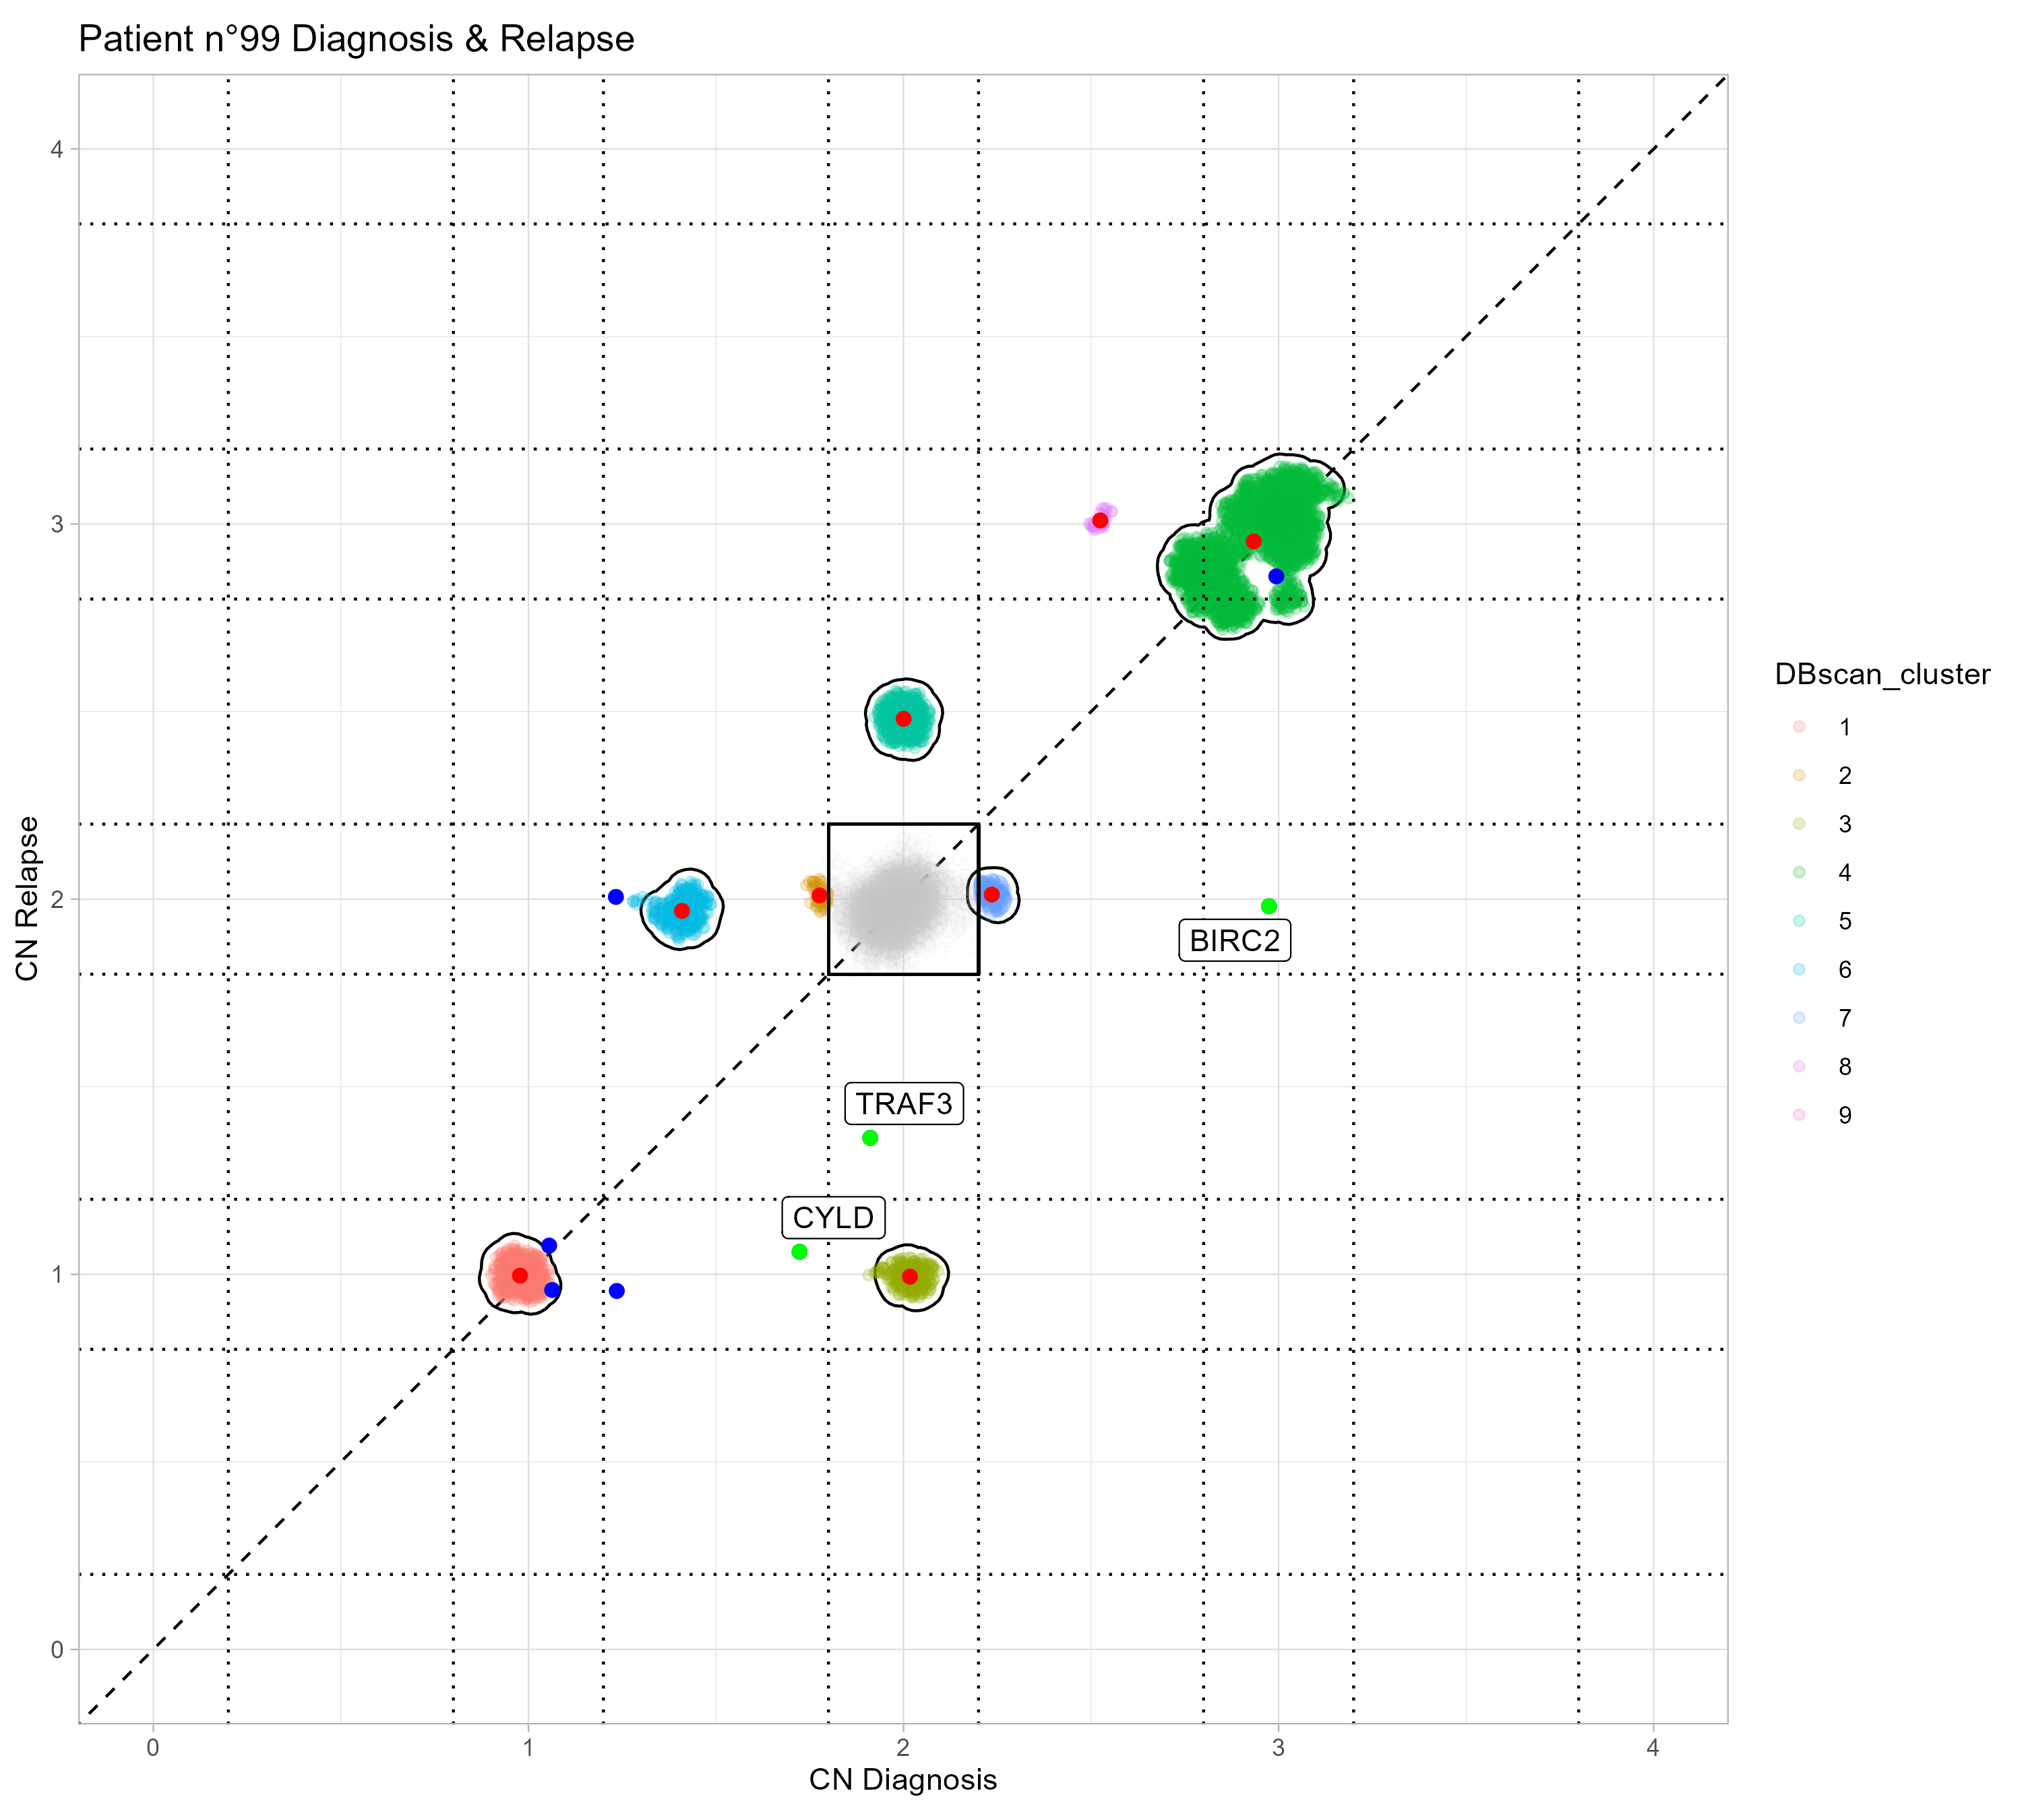 Patient n°99 Diagnosis & Relapse
4
3
2
1
0
CN Relapse
BIRC2
TRAF3
CYLD
0 1 2 3 4
CN Diagnosis
DBscan_cluster
1
2
3
4
5
6
7
8
9